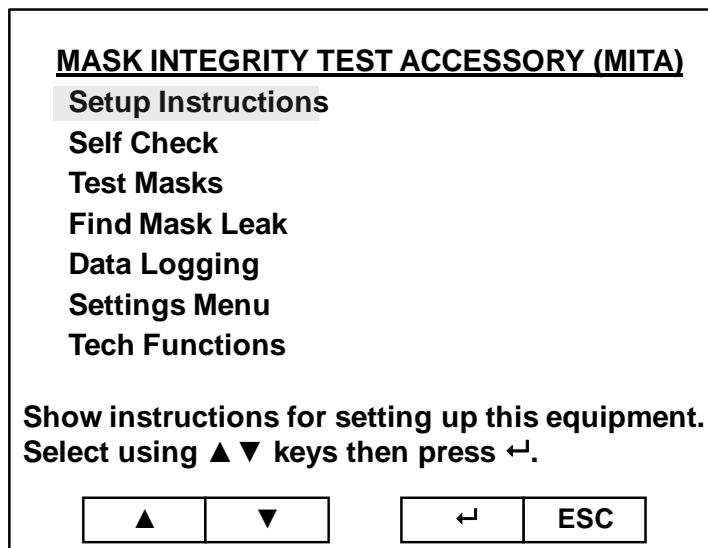 MASK INTEGRITY TEST ACCESSORY (MITA)
Setup Instructions
Self Check
Test Masks
Find Mask Leak
Data Logging
Settings Menu
Tech Functions
Show instructions for setting up this equipment.
Select using ▲▼ keys then press ↵.
▲ ▼ ↵ ESC